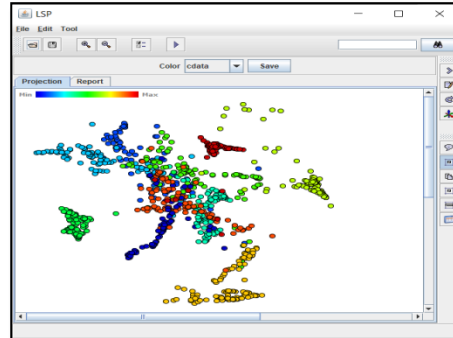 LSP
File Edit Tool
Color cdata Save
Projection Report
Min Max